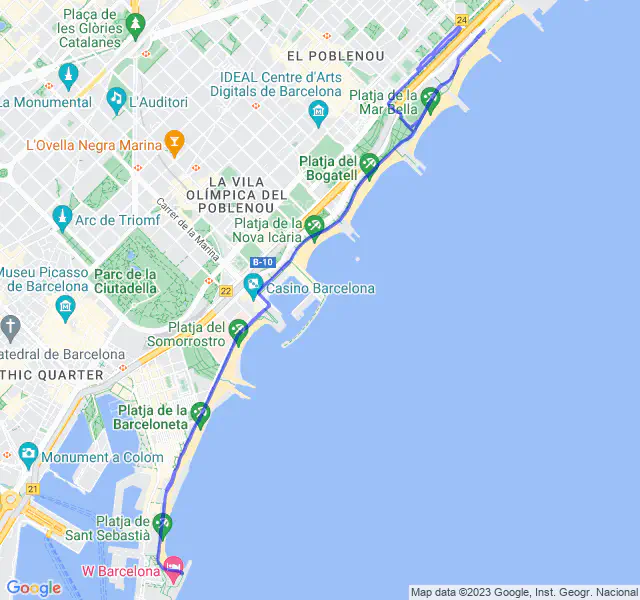 Plaça de
les Glòries
Catalanes
24
EL POBLENOU
La Monumental
L'Auditori
IDEAL Centre d'Arts
Digitals de Barcelona
Platja de la
Mar Bella
L'Ovella Negra Marina
Platja del
Bogatell
LA VILA
OLÍMPICA DEL
POBLENOU
Carrer de la Marina
Arc de Triomf
Platja de la
Nova Icària
B-10
Museu Picasso
de Barcelona
Parc de la
Ciutadella
22
Casino Barcelona
atedral de Barcelona
Platja del
Somorrostro
THIC QUARTER
Platja de la
Barceloneta
Monument a Colom
21
Platja de
Sant Sebastià
W Barcelona
Google
Map data ©2023 Google, Inst. Geogr. Nacional